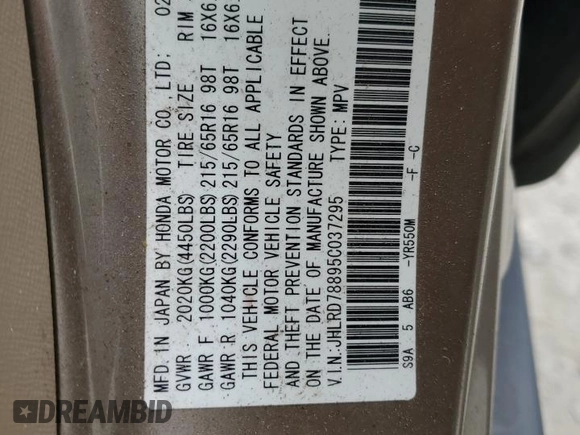 MFD. IN JAPAN BY HONDA MOTOR CO., LTD; 02
GVWR 2020KG(4450LBS) TIRE SIZE RIM
GAWR F 1000KG(2200LBS) 215/65R16 98T 16X6
GAWR R 1040KG(2290LBS) 215/65R16 98T 16X6
THIS VEHICLE CONFORMS TO ALL APPLICABLE
FEDERAL MOTOR VEHICLE SAFETY
AND THEFT PREVENTION STANDARDS IN EFFECT
ON THE DATE OF MANUFACTURE SHOWN ABOVE.
V.I.N:JHLRD78895C037295 TYPE: MPV
S9A 5 AB6 -YR550M -F -C
DREAMBID